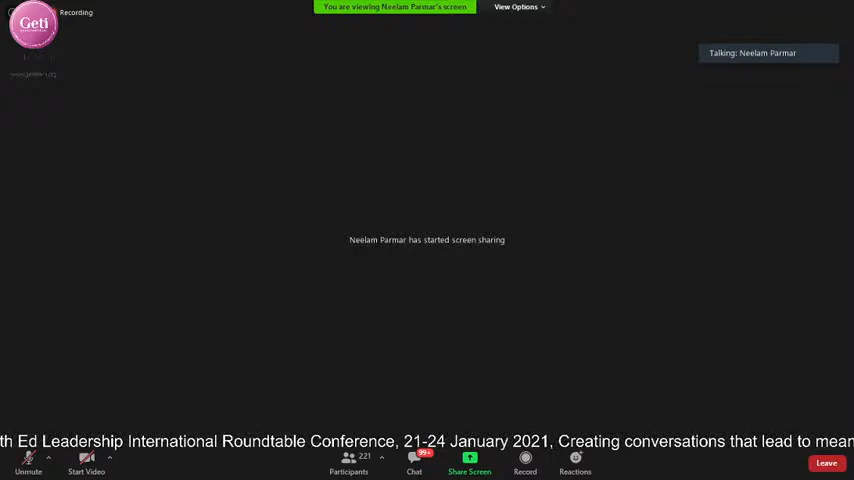 Geti
Recording
You are viewing Neelam Parmar's screen
View Options
Talking: Neelam Parmar
Neelam Parmar has started screen sharing
th Ed Leadership International Roundtable Conference, 21-24 January 2021, Creating conversations that lead to mean
Unmute
Start Video
221
Participants
99+
Chat
Share Screen
Record
Reactions
Leave